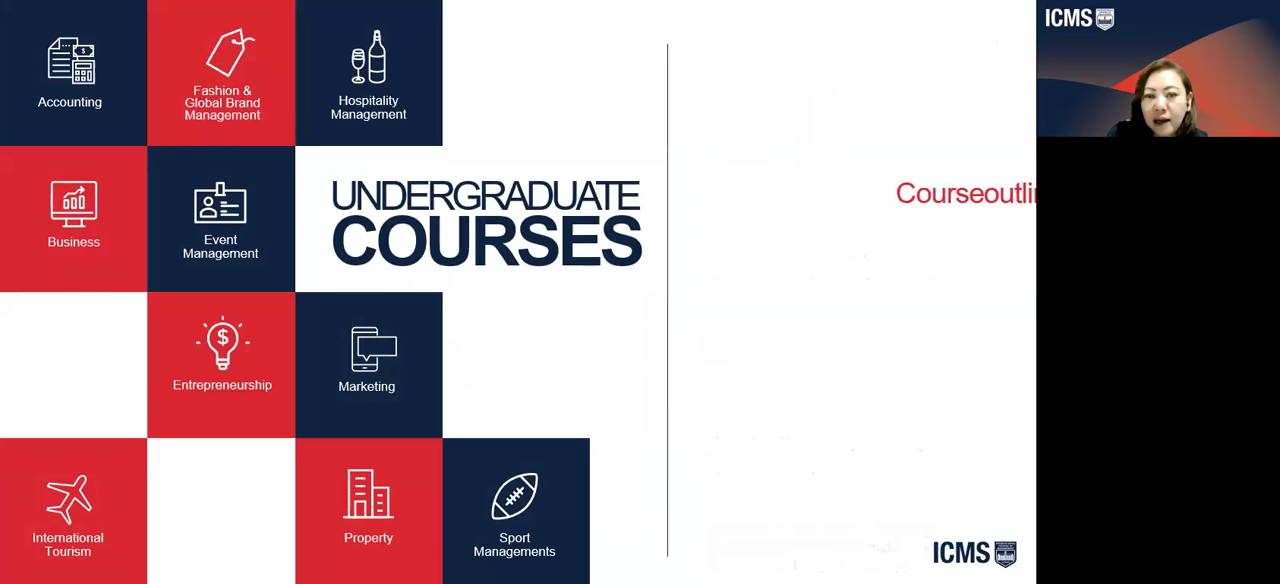 Accounting
Fashion &
Global Brand
Management
Hospitality
Management
ICMS
Business
Event
Management
UNDERGRADUATE
COURSES
Courseoutli
Entrepreneurship
Marketing
International
Tourism
Property
Sport
Managements
ICMS